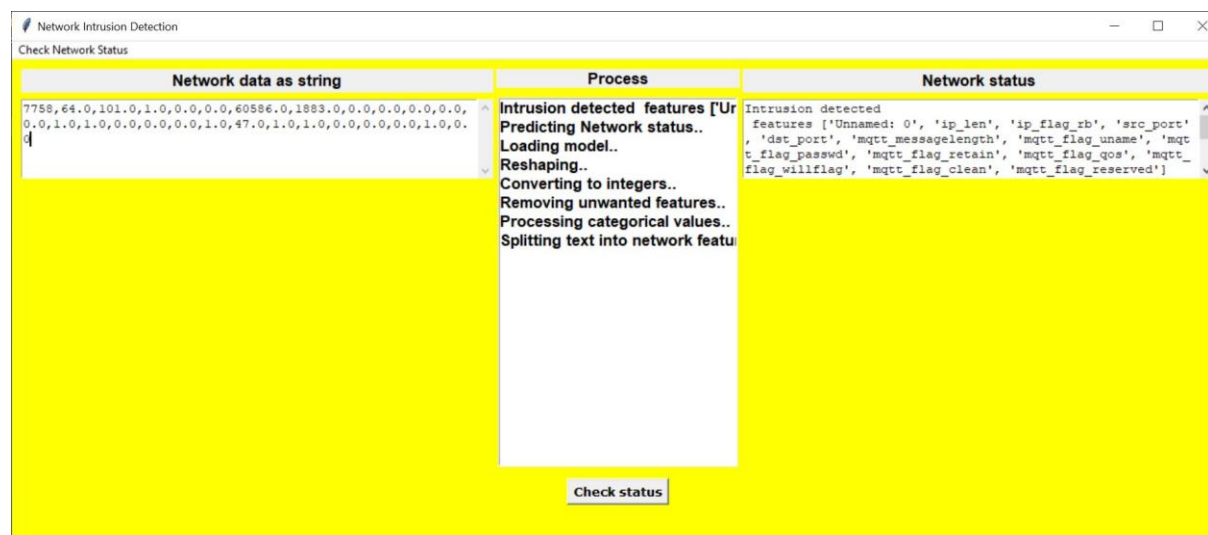 Network Intrusion Detection
Check Network Status
Network data as string
7758,64.0,101.0,1.0,0.0,0.0,60586.0,1883.0,0.0,0.0,0.0,0.0,
0.0,1.0,1.0,0.0,0.0,0.0,1.0,47.0,1.0,1.0,0.0,0.0,0.0,1.0,0.
0
Process
Intrusion detected features ['Ur
Predicting Network status..
Loading model..
Reshaping..
Converting to integers..
Removing unwanted features..
Processing categorical values..
Splitting text into network featu
Network status
Intrusion detected
features ['Unnamed: 0', 'ip_len', 'ip_flag_rb', 'src_port'
, 'dst_port', 'mqtt_messagelength', 'mqtt_flag_uname', 'mqt
t_flag_passwd', 'mqtt_flag_retain', 'mqtt_flag_qos', 'mqtt_
flag_willflag', 'mqtt_flag_clean', 'mqtt_flag_reserved']
Check status